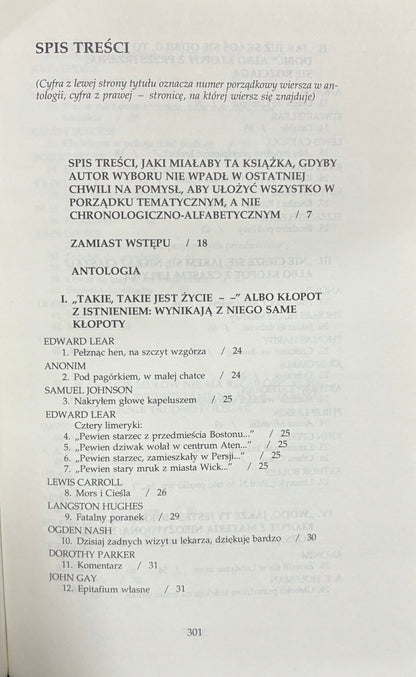 SPIS TREŚCI
(Cyfra z lewej strony tytułu oznacza numer porządkowy wiersza w an-
tologii, cyfra z prawej – stronicę, na której wiersz się znajduje)
SPIS TREŚCI, JAKI MIAŁABY TA KSIĄŻKA, GDYBY
AUTOR WYBORU NIE WPADŁ W OSTATNIEJ
CHWILI NA POMYSŁ, ABY UŁOŻYĆ WSZYSTKO W
PORZĄDKU TEMATYCZNYM, A NIE
CHRONOLOGICZNO-ALFABETYCZNYM / 7
ZAMIAST WSTĘPU / 18
ANTOLOGIA
I. „TAKIE, TAKIE JEST ŻYCIE – –" ALBO KŁOPOT
Z ISTNIENIEM: WYNIKAJĄ Z NIEGO SAME
KŁOPOTY
EDWARD LEAR
1. Pełznąc hen, na szczyt wzgórza / 24
ANONIM
2. Pod pagórkiem, w małej chatce / 24
SAMUEL JOHNSON
3. Nakryłem głowę kapeluszem / 25
EDWARD LEAR
Cztery limeryki:
4. „Pewien starzec z przedmieścia Bostonu..." / 25
5. „Pewien dziwak wołał w centrum Aten..." / 25
6. „Pewien starzec, zamieszkały w Persji..." / 25
7. „Pewien stary mruk z miasta Wick..." / 25
LEWIS CARROLL
8. Mors i Cieśla / 26
LANGSTON HUGHES
9. Fatalny poranek / 29
OGDEN NASH
10. Dzisiaj żadnych wizyt u lekarza, dziękuję bardzo / 30
DOROTHY PARKER
11. Komentarz / 31
JOHN GAY
12. Epitafium własne / 31
301